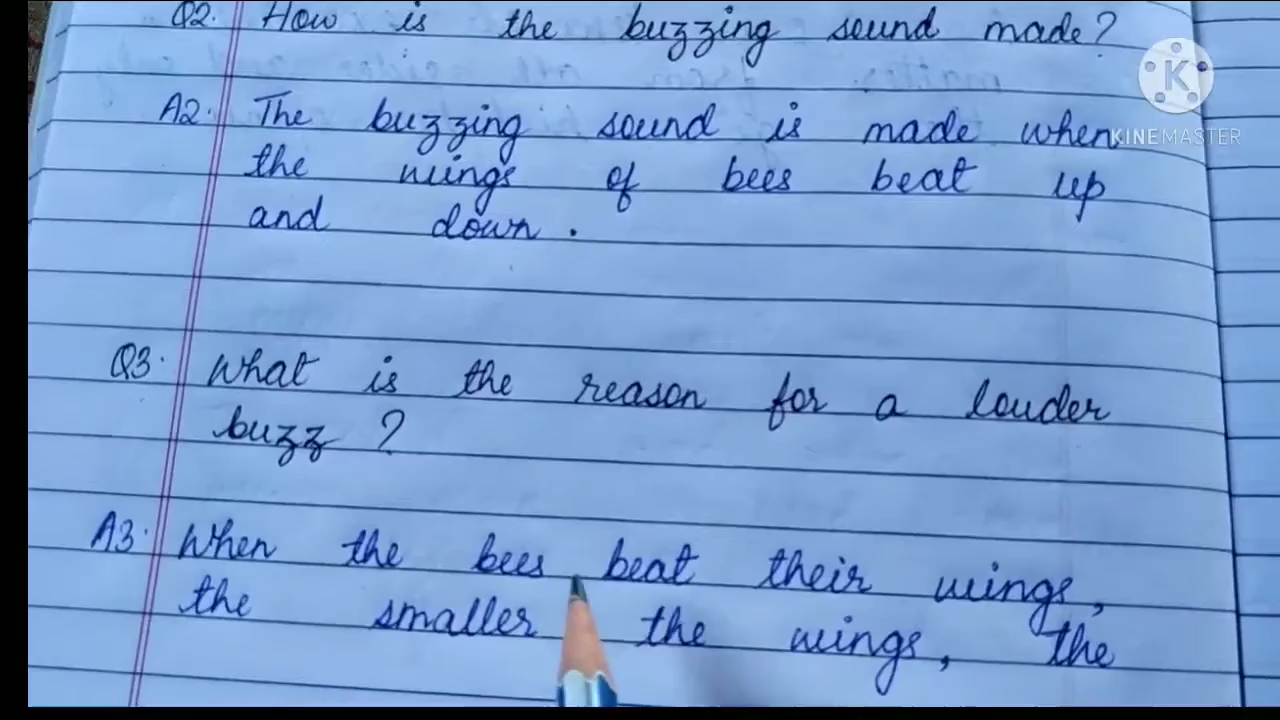 Q2. How is the buzzing sound made?
A2. The buzzing sound is made when
the wings of bees beat up
and down.
Q3. What is the reason for a louder
buzz?
A3. When the bees beat their wings,
the smaller the wings, the
K
KINEMASTER